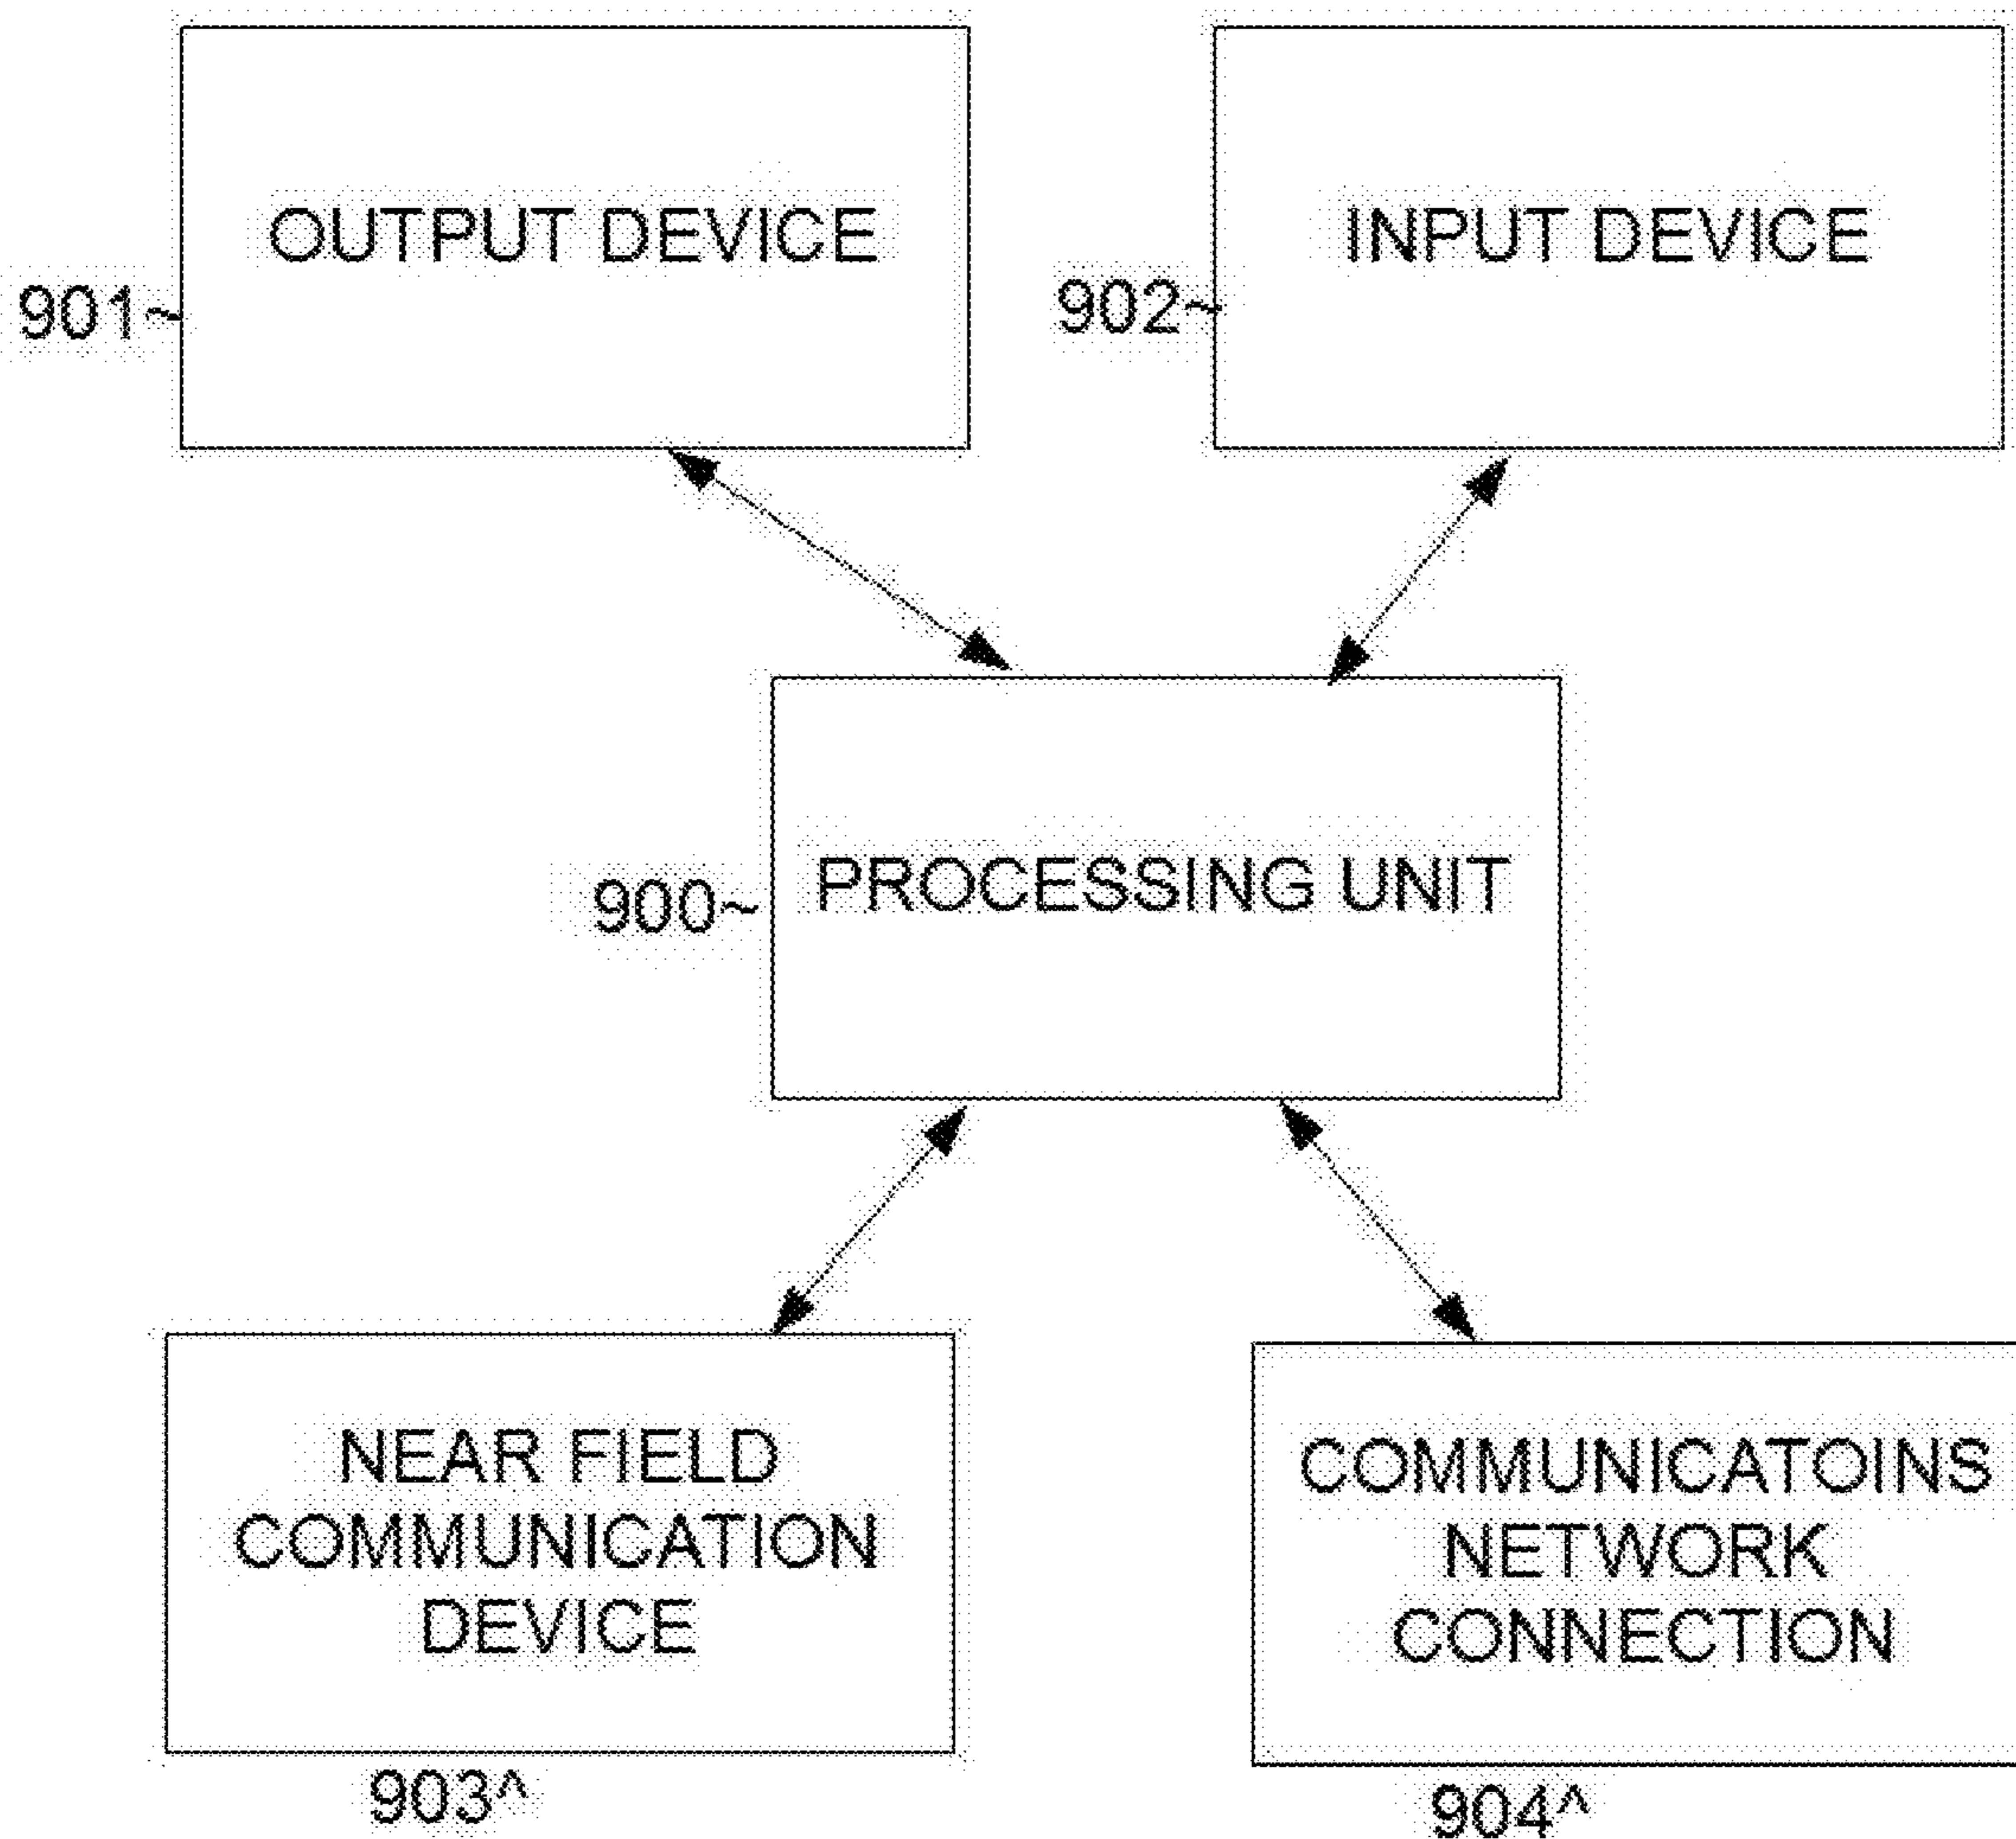 OUTPUT DEVICE
901~
INPUT DEVICE
902~
PROCESSING UNIT
900~
NEAR FIELD
COMMUNICATION
DEVICE
903^
COMMUNICATOINS
NETWORK
CONNECTION
904^